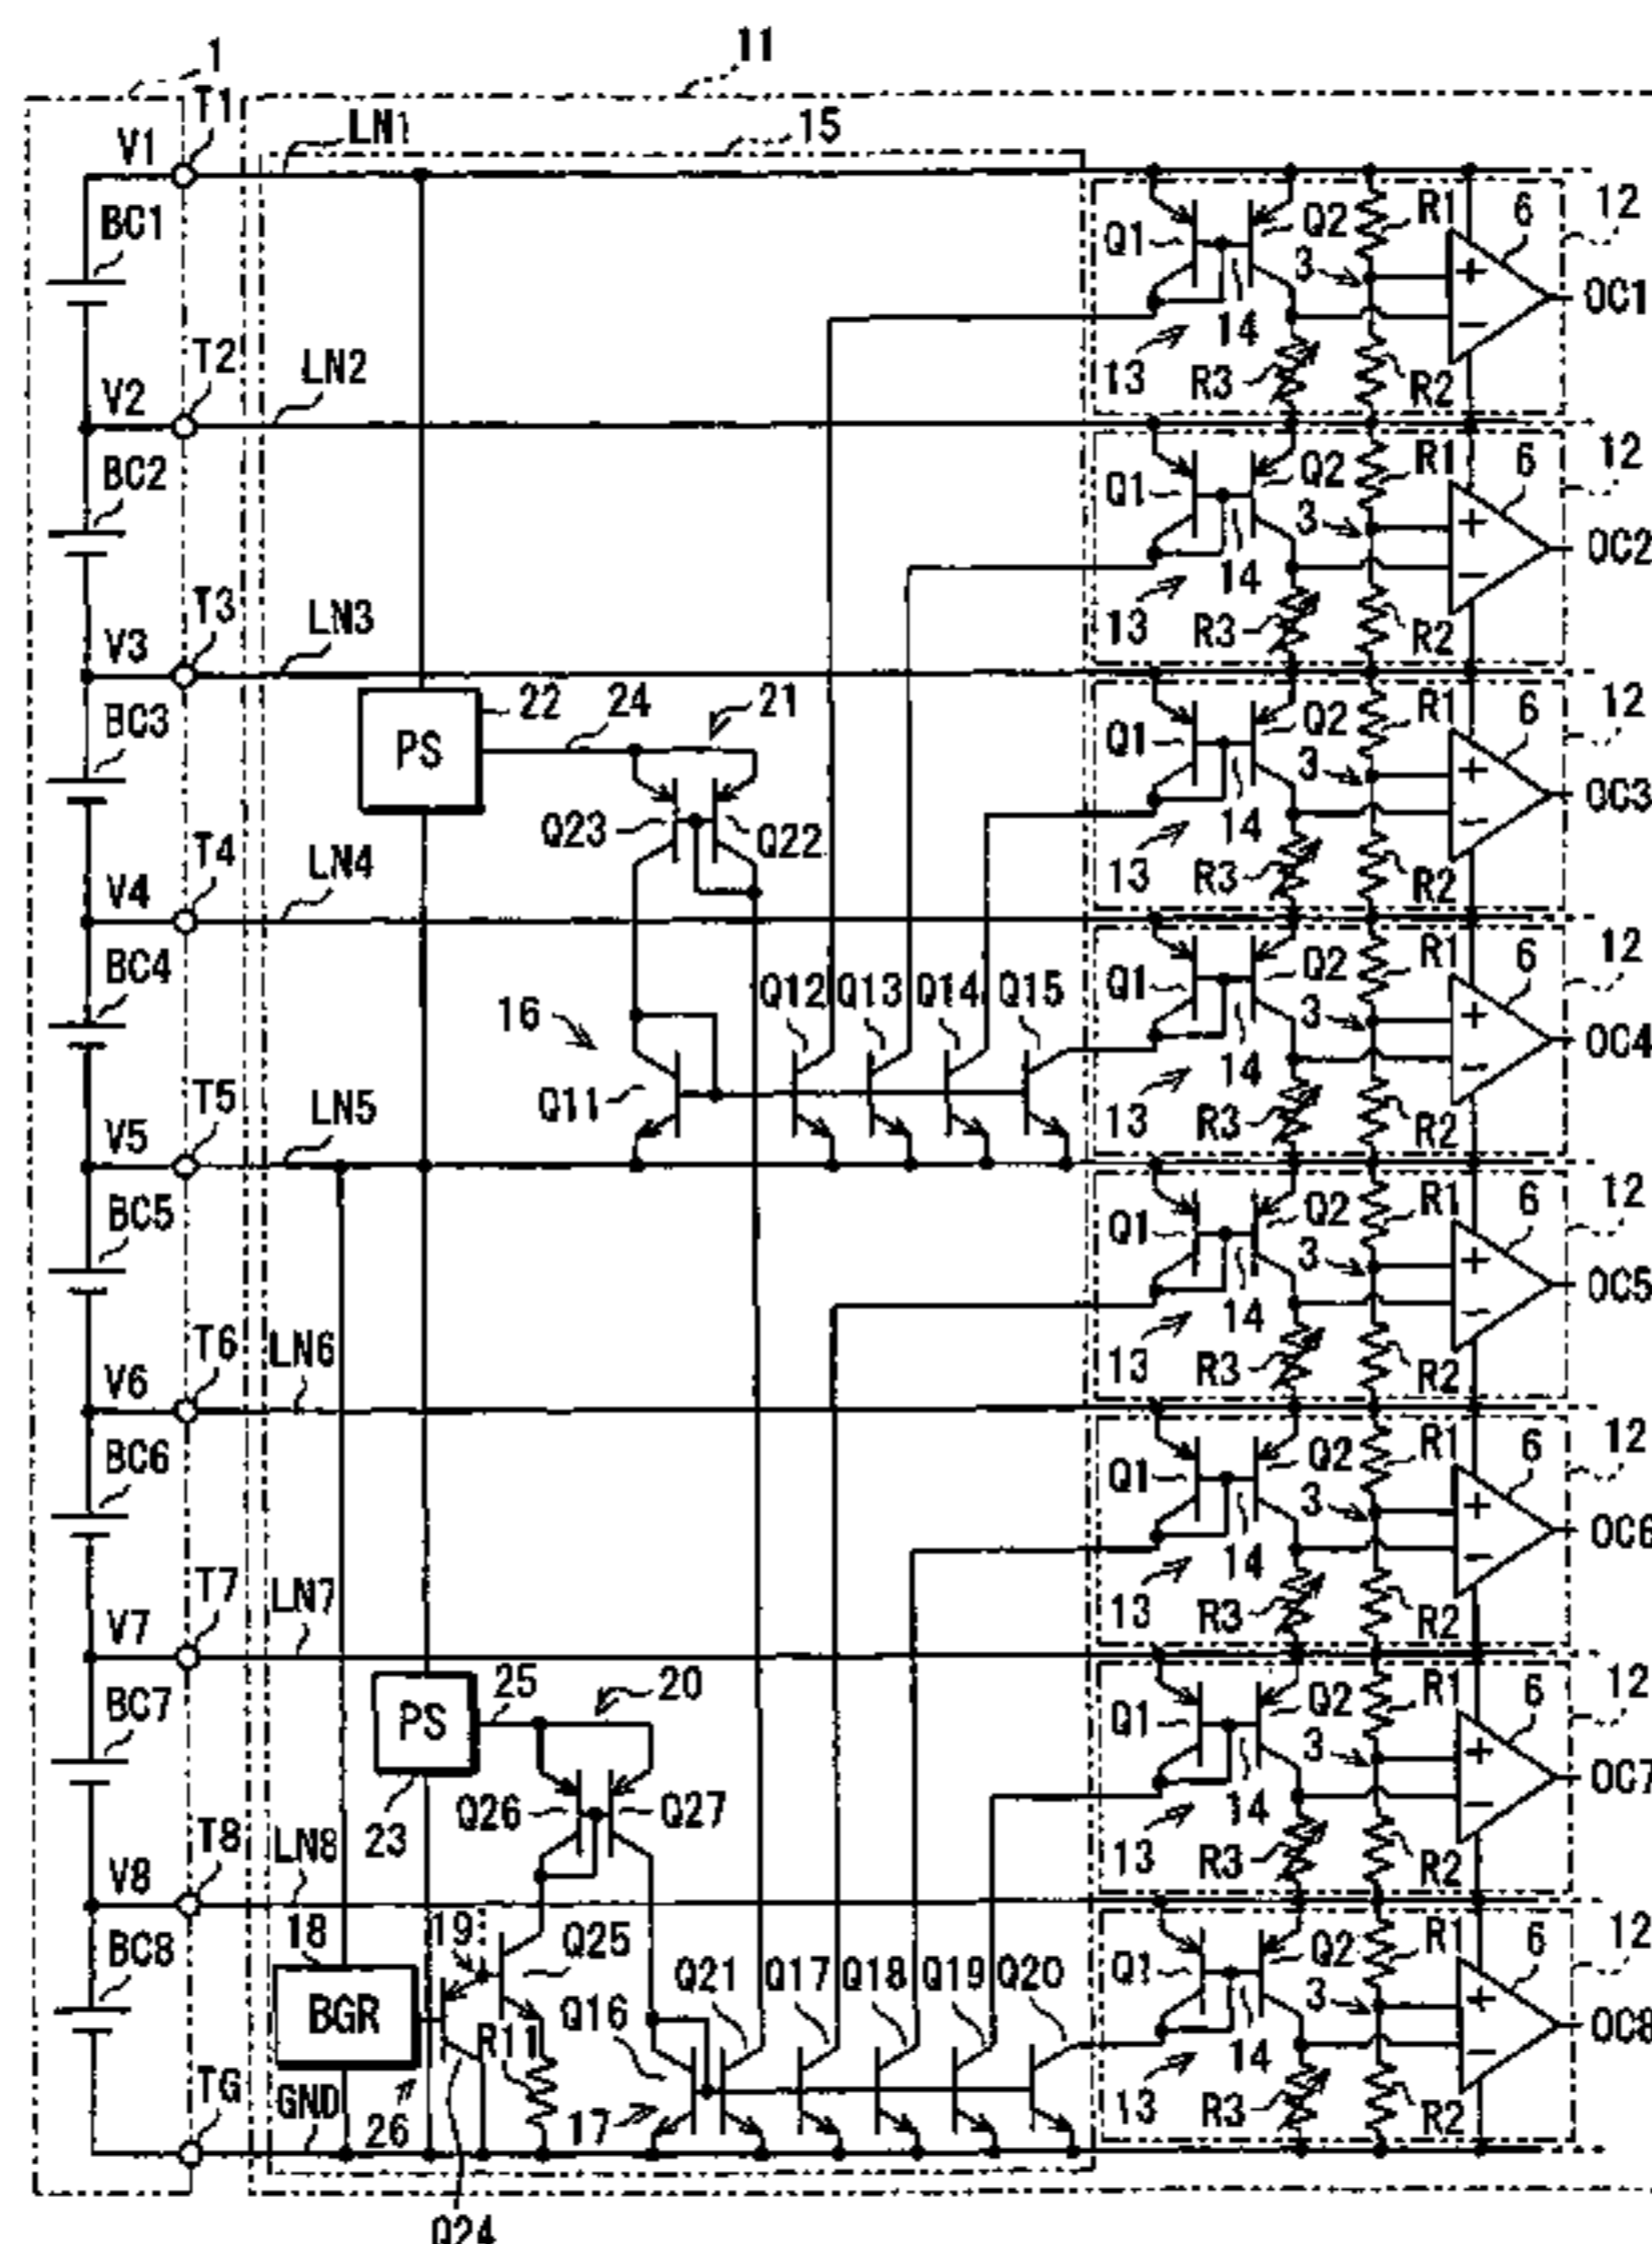 1
11
T1
V1
LN1
15
BC1
Q1
Q2
3
R1
6
12
OC1
13
14
R3
R2
T2
V2
LN2
BC2
Q1
Q2
3
R1
6
12
OC2
13
14
R3
R2
T3
V3
LN3
BC3
PS
22
24
21
Q23
Q22
Q1
Q2
3
R1
6
12
OC3
13
14
R3
R2
T4
V4
LN4
BC4
16
Q11
Q12
Q13
Q14
Q15
Q1
Q2
3
R1
6
12
OC4
13
14
R3
R2
T5
V5
LN5
BC5
Q1
Q2
3
R1
6
12
OC5
13
14
R3
R2
T6
V6
LN6
BC6
Q1
Q2
3
R1
6
12
OC6
13
14
R3
R2
T7
V7
LN7
BC7
PS
25
20
23
Q26
Q27
Q1
Q2
3
R1
6
12
OC7
13
14
R3
R2
T8
V8
LN8
BC8
18
BGR
19
Q25
R11
Q16
Q21
Q17
Q18
Q19
Q20
Q1
Q2
3
R1
6
12
OC8
13
14
R3
R2
TG
GND
26
17
Q24